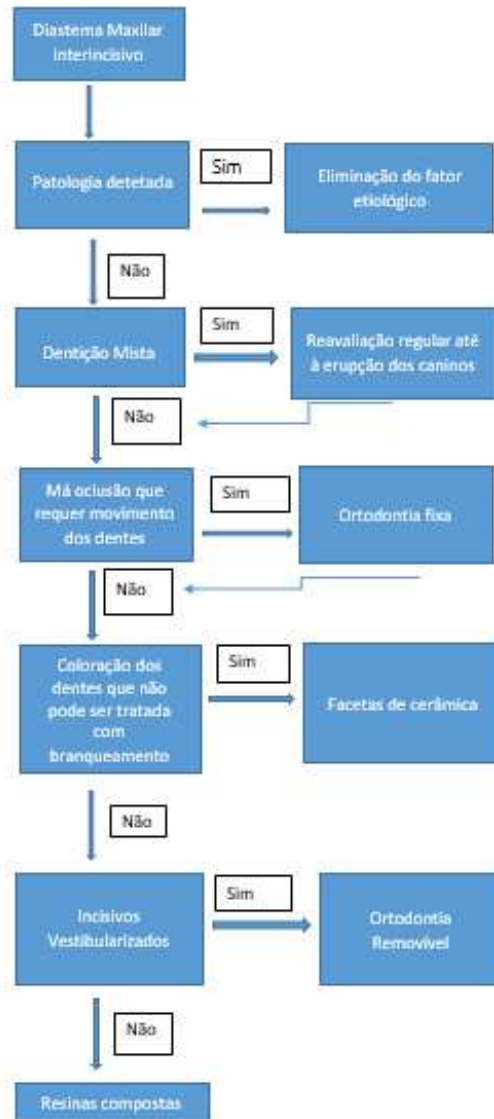 Diastema Maxilar
Interincisivo
Patologia detetada
Sim
Eliminação do fator
etiológico
Não
Dentição Mista
Sim
Reavaliação regular até
à erupção dos caninos
Não
Má oclusão que
requer movimento
dos dentes
Sim
Ortodontia fixa
Não
Coloração dos
dentes que não
pode ser tratada
com
branqueamento
Sim
Facetas de cerâmica
Não
Incisivos
Vestibularizados
Sim
Ortodontia
Removível
Não
Resinas compostas